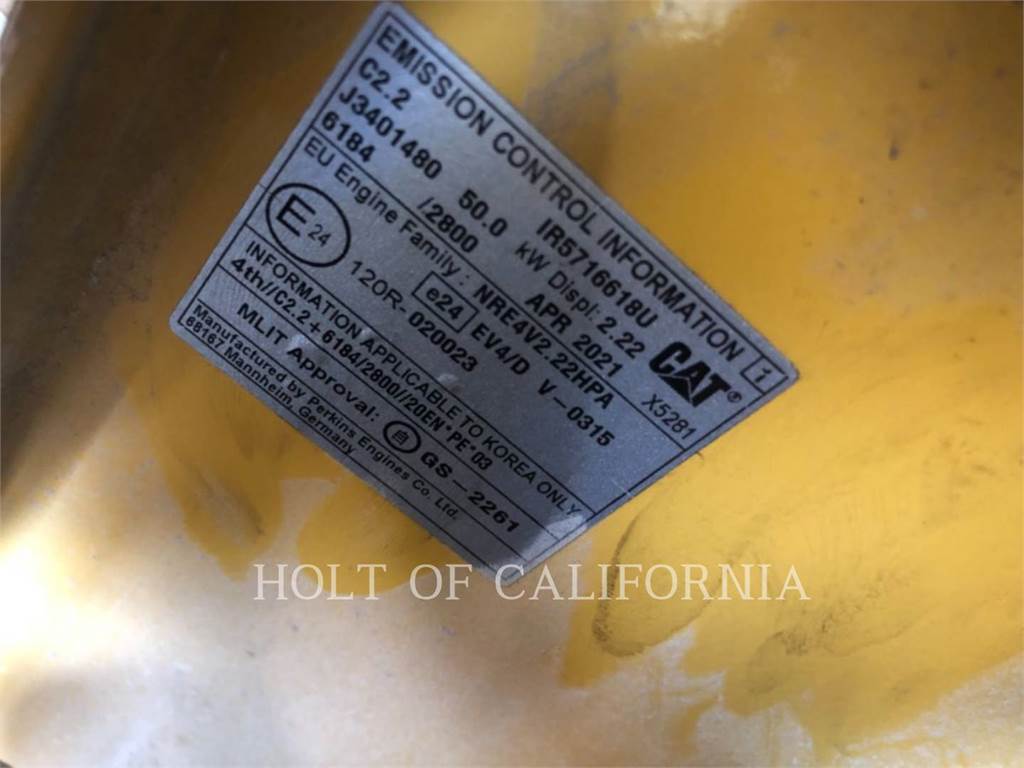 EMISSION CONTROL INFORMATION 1
C2.2 IR5716618U X5281
J3401480 50.0 kW Displ: 2.22 CAT®
6184 /2800 APR 2021
EU Engine Family: NRE4V2.22HPA
E 24 120R-020023 e24 EV4/D V-0315
INFORMATION APPLICABLE TO KOREA ONLY
4th//C2.2+6184/2800//20EN*PE*03
MLIT Approval: GS-2261
Manufactured by Perkins Engines Co. Ltd.
68167 Mannheim, Germany
HOLT OF CALIFORNIA